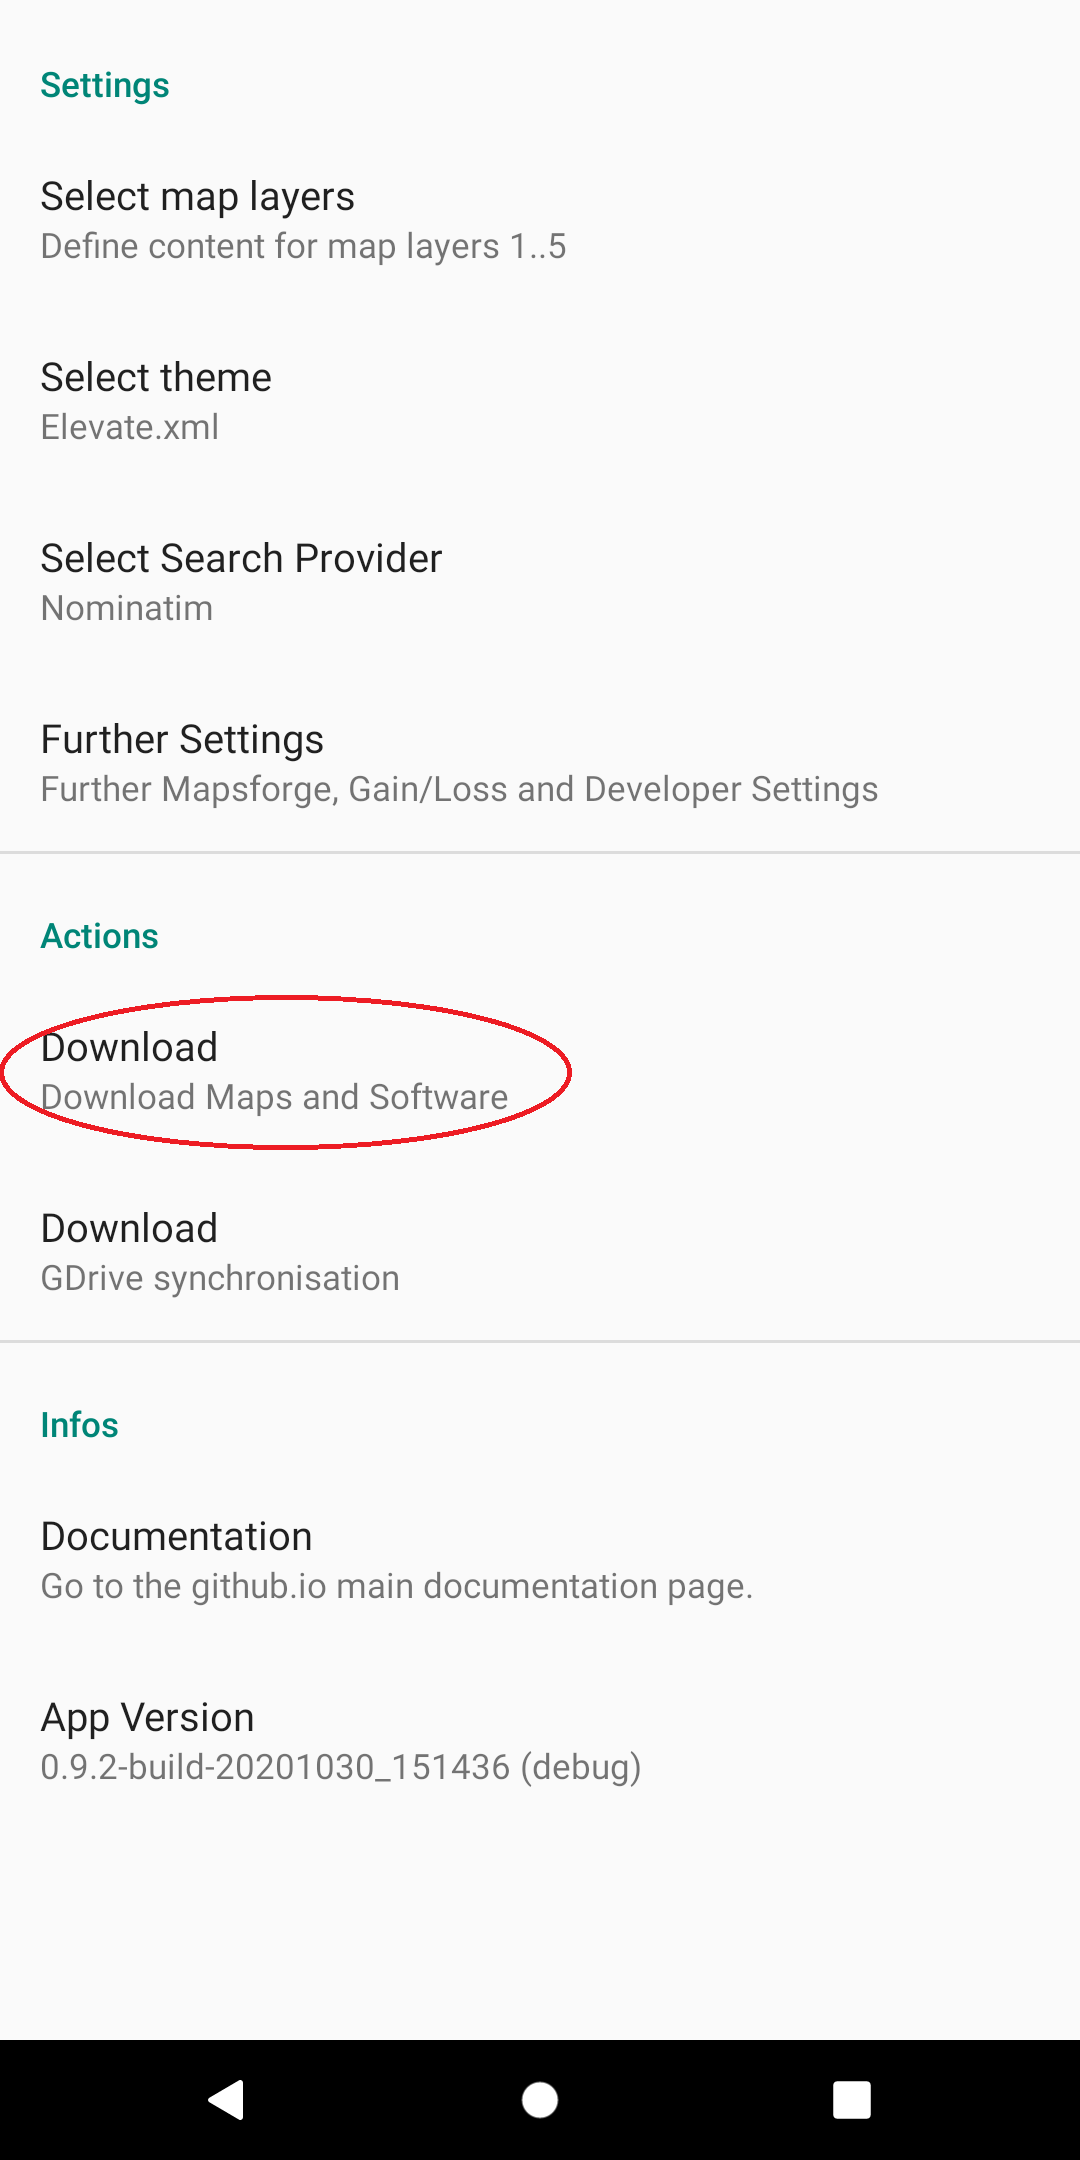 Settings
Select map layers
Define content for map layers 1..5
Select theme
Elevate.xml
Select Search Provider
Nominatim
Further Settings
Further Mapsforge, Gain/Loss and Developer Settings
Actions
Download
Download Maps and Software
Download
GDrive synchronisation
Infos
Documentation
Go to the github.io main documentation page.
App Version
0.9.2-build-20201030_151436 (debug)